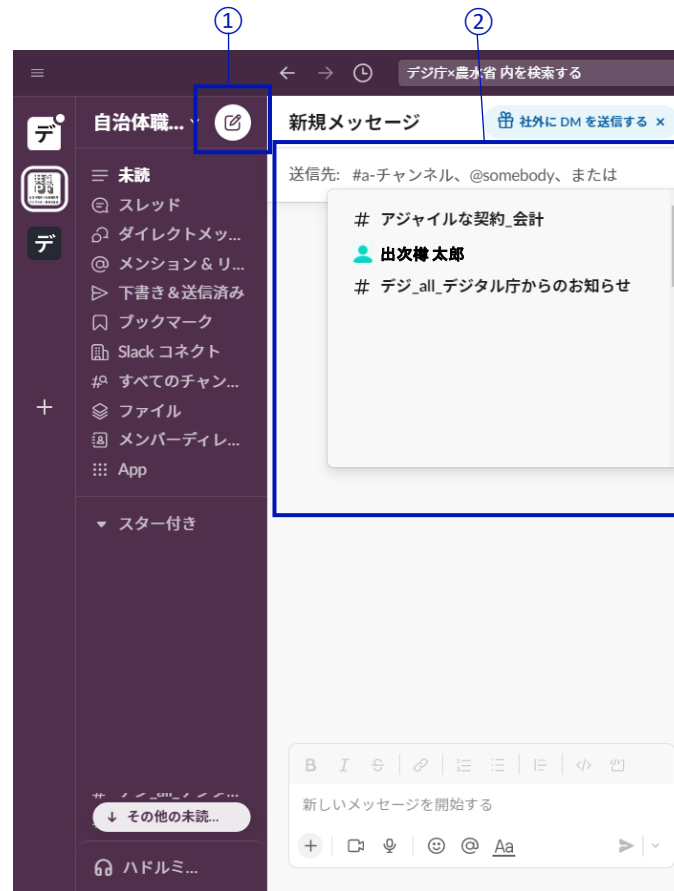 ①
②
デジ庁×農水省 内を検索する
デ
自治体職...
新規メッセージ
社外に DM を送信する ×
送信先: #a-チャンネル、@somebody、または
# アジャイルな契約_会計
出次樺 太郎
# デジ_all_デジタル庁からのお知らせ
未読
スレッド
デ
ダイレクトメッ...
@ メンション & リ...
下書き&送信済み
ブックマーク
Slack コネクト
すべてのチャン...
+
ファイル
メンバーディレ...
App
スター付き
その他の未読...
ハドルミ...
B I S
新しいメッセージを開始する
+ @ Aa